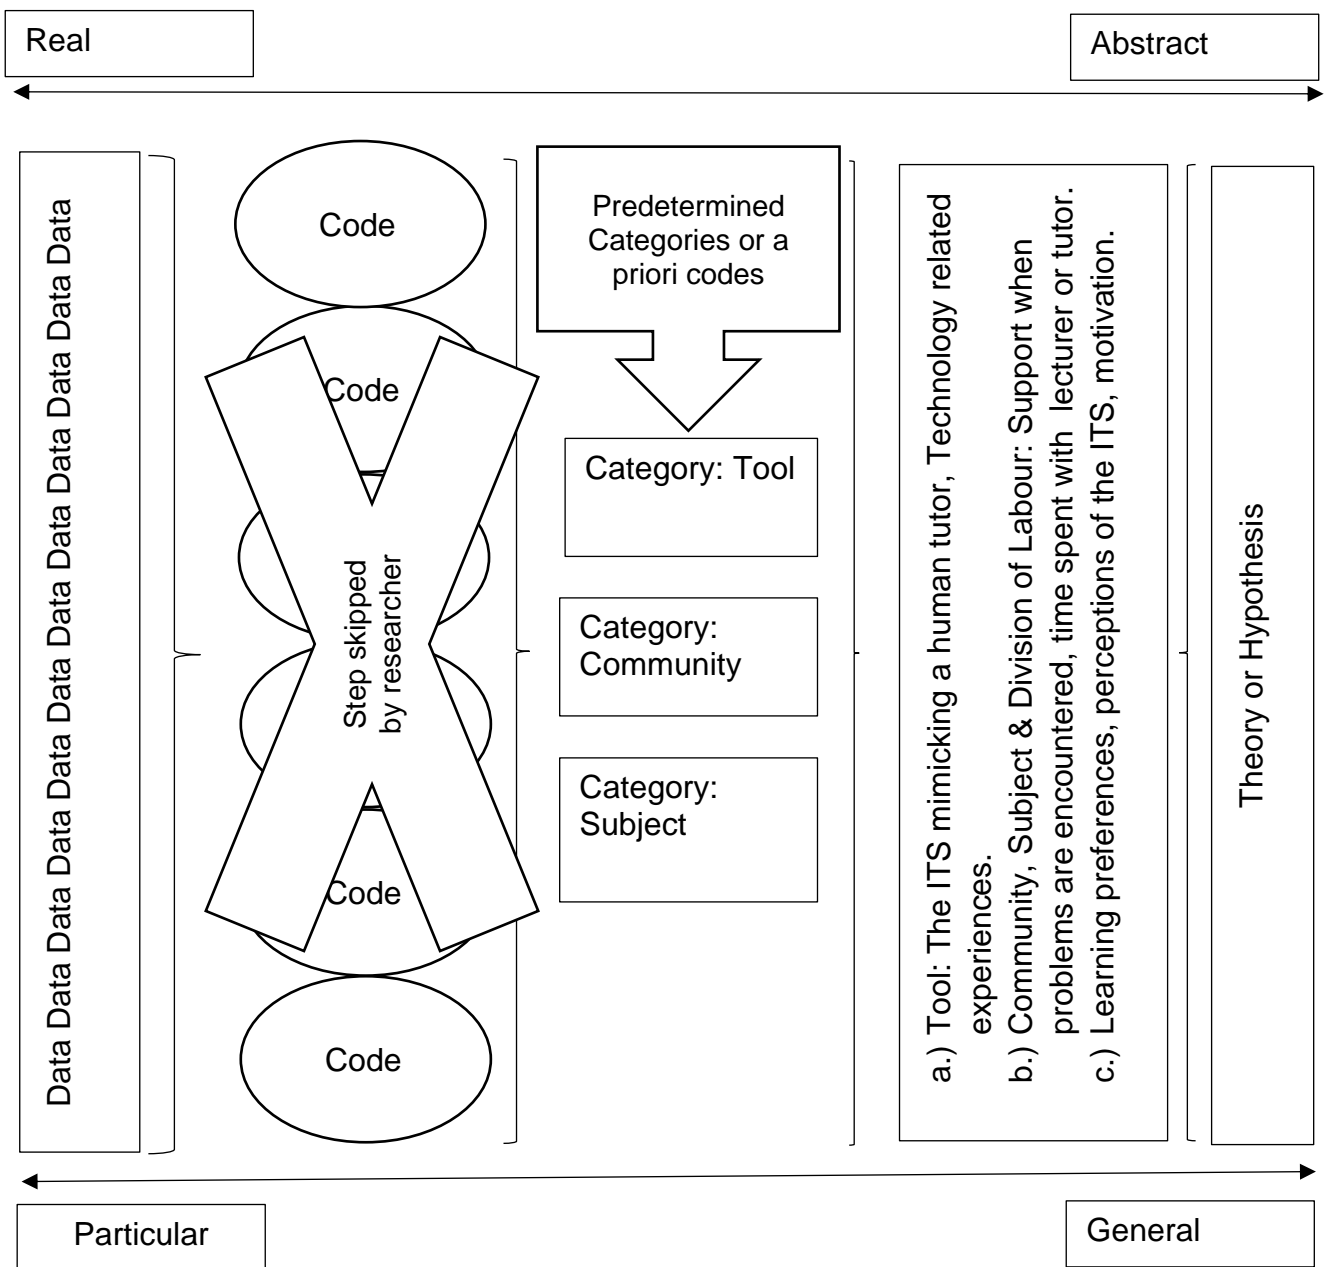 Real
Abstract
Data Data Data Data Data Data Data Data Data Data Data Data
Code
Code
Step skipped
by researcher
Code
Code
Predetermined
Categories or a
priori codes
Category: Tool
Category:
Community
Category:
Subject
a.) Tool: The ITS mimicking a human tutor, Technology related
experiences.
b.) Community, Subject & Division of Labour: Support when
problems are encountered, time spent with lecturer or tutor.
c.) Learning preferences, perceptions of the ITS, motivation.
Theory or Hypothesis
Particular
General